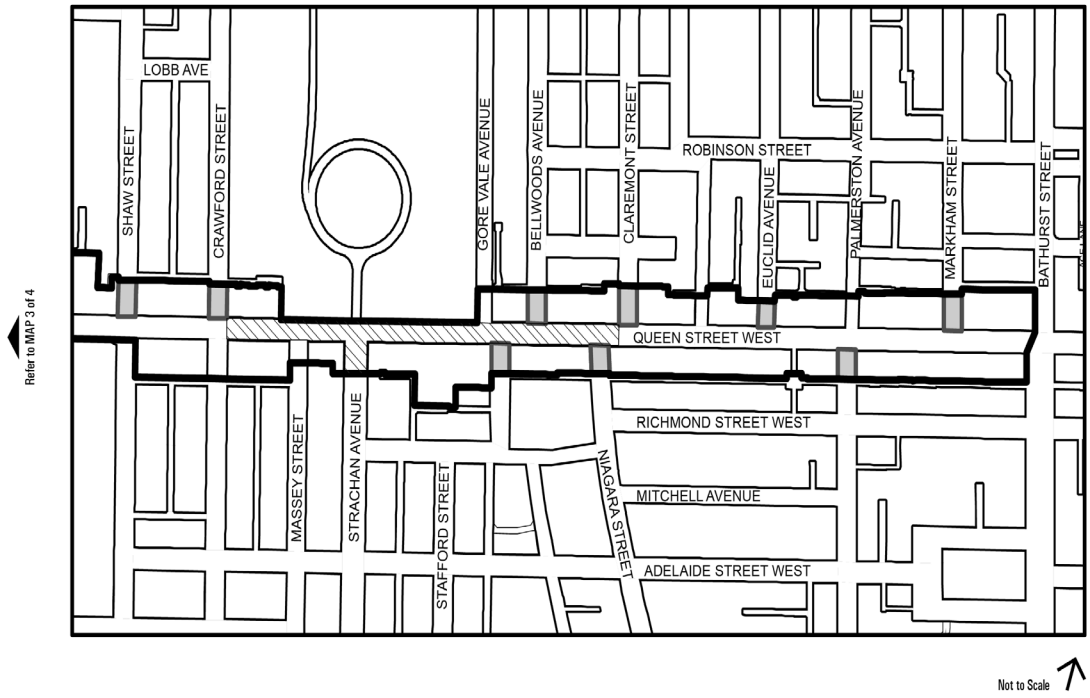 LOBB AVE
SHAW STREET
CRAWFORD STREET
GORE VALE AVENUE
BELLWOODS AVENUE
CLAREMONT STREET
ROBINSON STREET
EUCLID AVENUE
PALMERSTON AVENUE
MARKHAM STREET
BATHURST STREET
QUEEN STREET WEST
Refer to MAP 3 of 4
MASSEY STREET
STRACHAN AVENUE
STAFFORD STREET
NIAGARA STREET
RICHMOND STREET WEST
MITCHELL AVENUE
ADELAIDE STREET WEST
Not to Scale